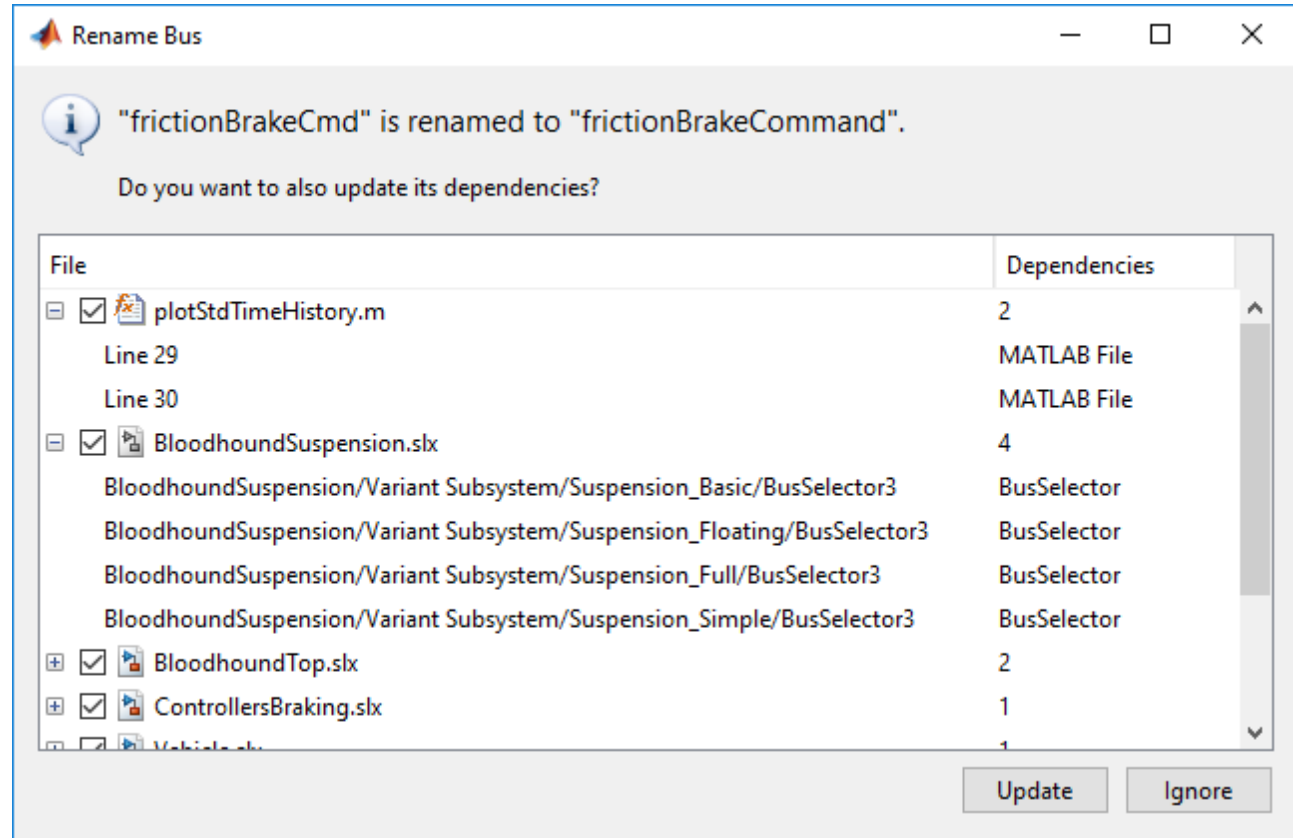 Rename Bus
"frictionBrakeCmd" is renamed to "frictionBrakeCommand".
Do you want to also update its dependencies?
File Dependencies
plotStdTimeHistory.m 2
Line 29 MATLAB File
Line 30 MATLAB File
BloodhoundSuspension.slx 4
BloodhoundSuspension/Variant Subsystem/Suspension_Basic/BusSelector3 BusSelector
BloodhoundSuspension/Variant Subsystem/Suspension_Floating/BusSelector3 BusSelector
BloodhoundSuspension/Variant Subsystem/Suspension_Full/BusSelector3 BusSelector
BloodhoundSuspension/Variant Subsystem/Suspension_Simple/BusSelector3 BusSelector
BloodhoundTop.slx 2
ControllersBraking.slx 1
Vehicle.slx 1
Update Ignore